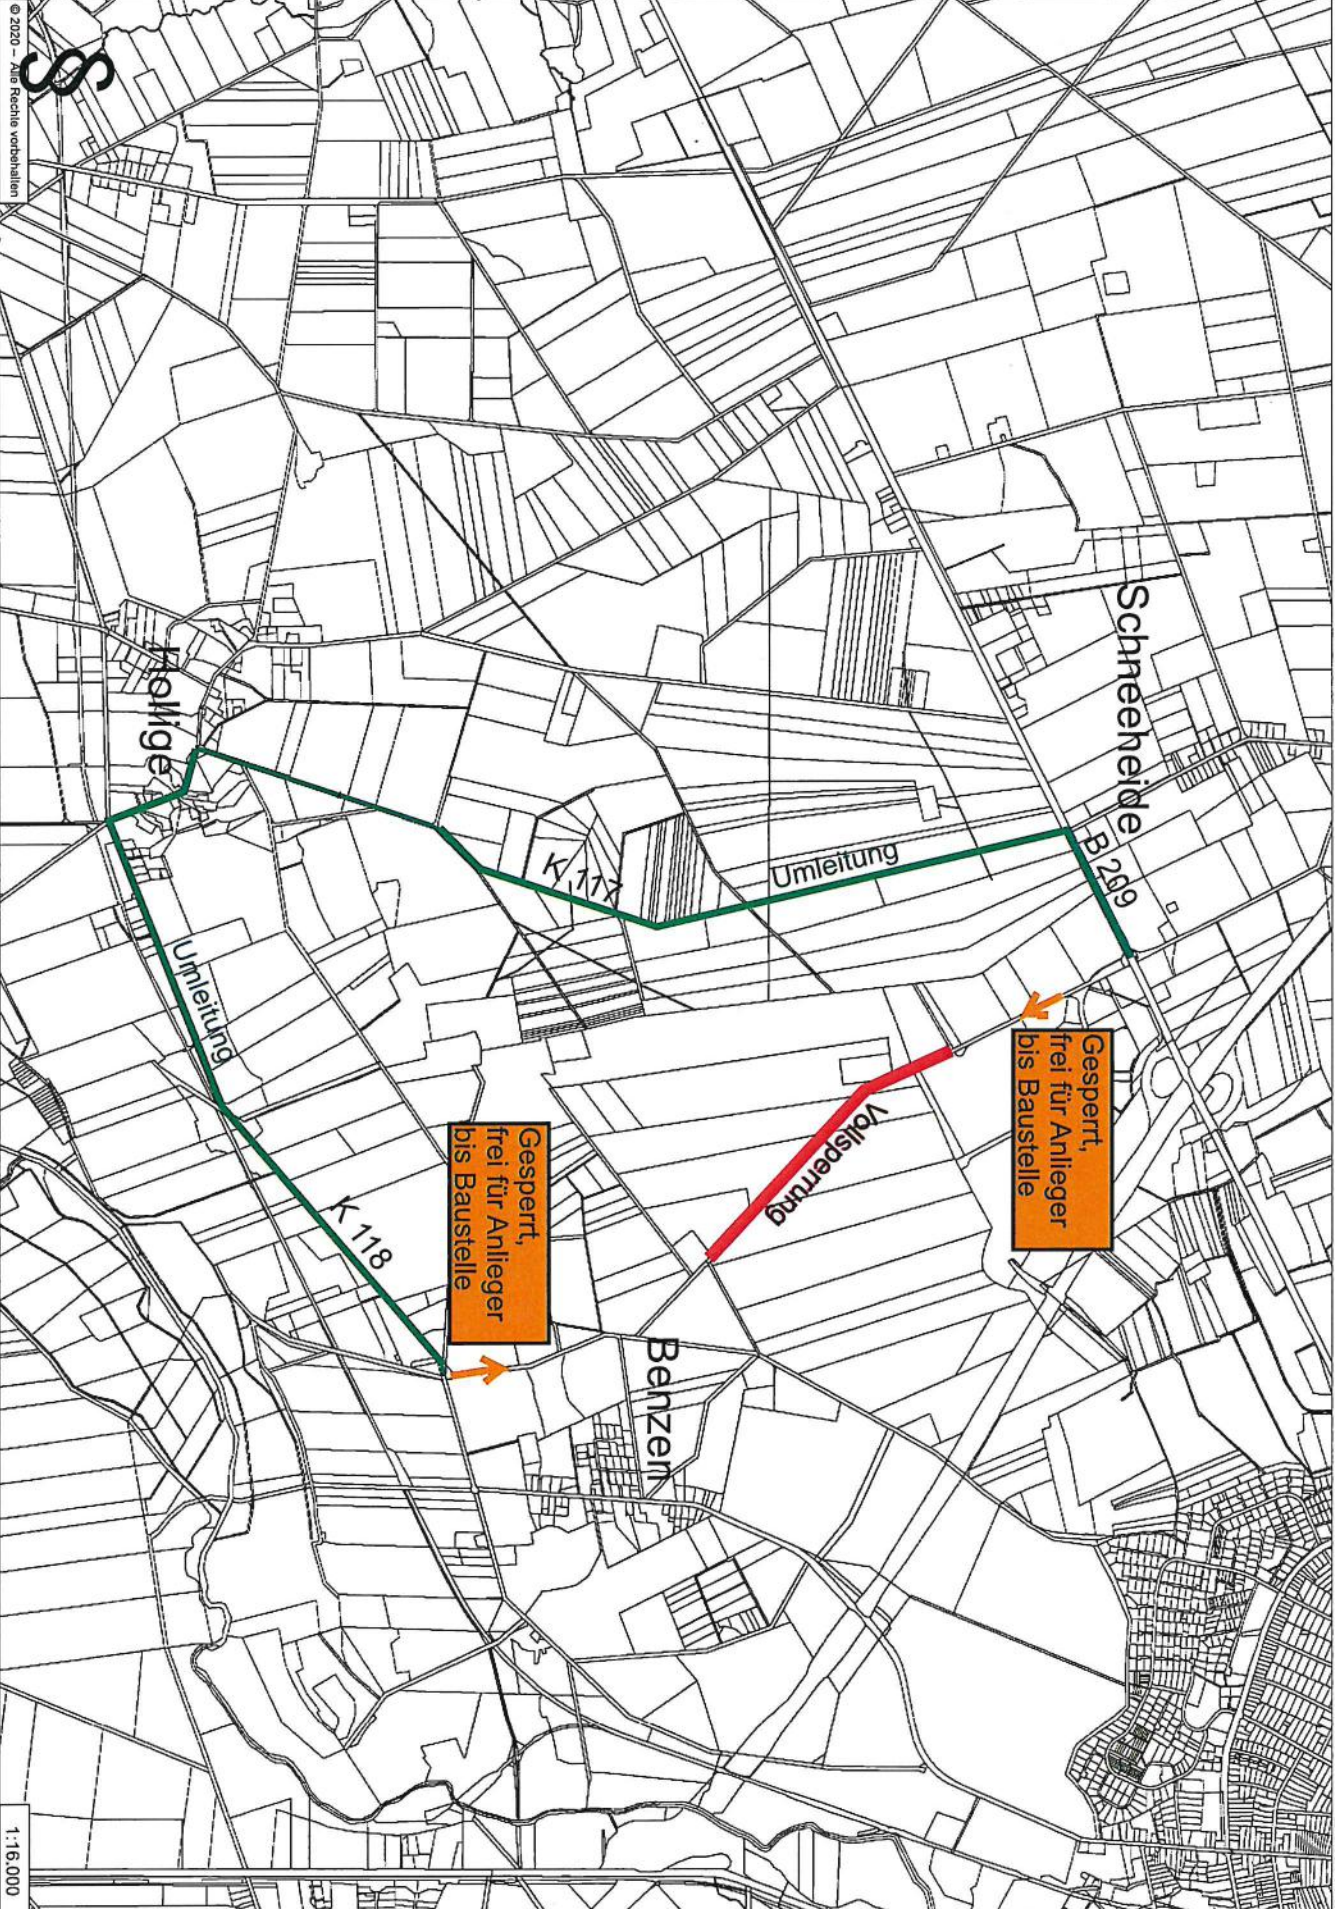 Schneeheide
B 209
Gesperrt,
frei für Anlieger
bis Baustelle
Umleitung
Vollsperrung
K 117
Benzen
Gesperrt,
frei für Anlieger
bis Baustelle
K 118
Umleitung
Hollige
§
© 2020 – Alle Rechte vorbehalten
1:16.000